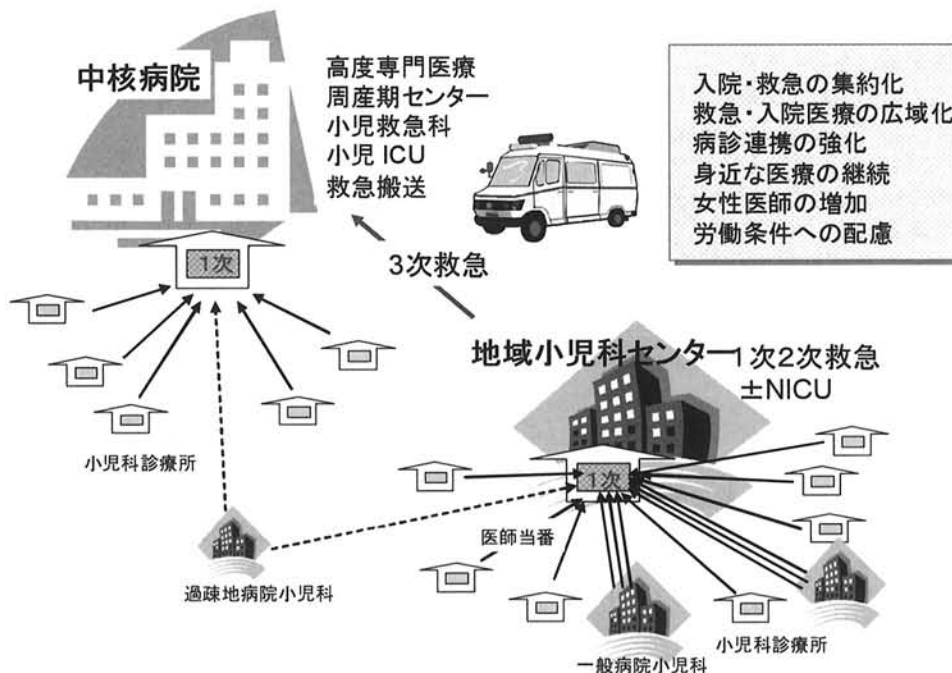 中核病院
高度専門医療
周産期センター
小児救急科
小児 ICU
救急搬送
入院・救急の集約化
救急・入院医療の広域化
病診連携の強化
身近な医療の継続
女性医師の増加
労働条件への配慮
1次
3次救急
地域小児科センター
1次2次救急
±NICU
小児科診療所
1次
医師当番
過疎地病院小児科
小児科診療所
一般病院小児科